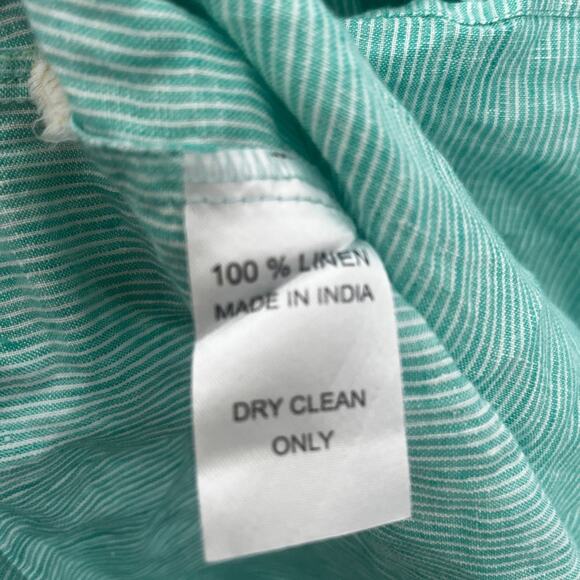 100 % LINEN
MADE IN INDIA
DRY CLEAN
ONLY